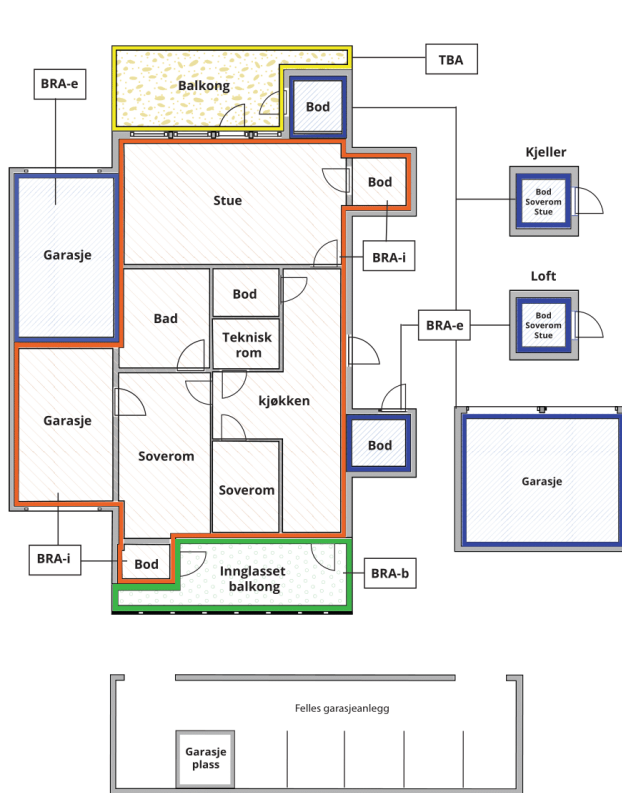 TBA
BRA-e
Balkong
Bod
Kjeller
Stue
Bod
Bod
Soverom
Stue
Garasje
BRA-i
Loft
Bod
Bad
Teknisk
rom
BRA-e
Bod
Soverom
Stue
kjøkken
Garasje
Soverom
Bod
Soverom
Garasje
BRA-i
Bod
Innglasset
balkong
BRA-b
Felles garasjeanlegg
Garasje
plass